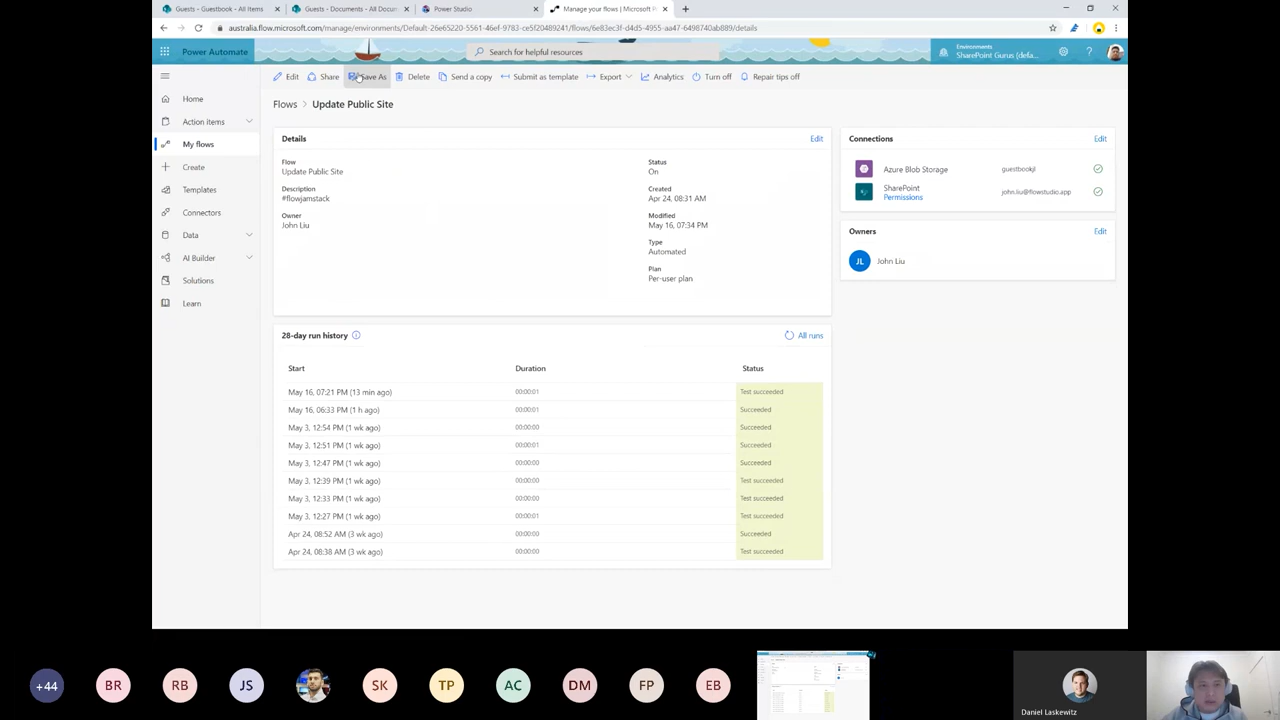 Guests - Guestbook - All Items
Guests - Documents - All Docum
Power Studio
Manage your flows | Microsoft P
australia.flow.microsoft.com/manage/environments/Default-26e65220-5561-46ef-9783-ce5f20489241/flows/6e83ec3f-d4d5-4955-aa47-6498740ab889/details
Power Automate
Search for helpful resources
Environments
SharePoint Gurus (defa...
Edit
Share
Save As
Delete
Send a copy
Submit as template
Export
Analytics
Turn off
Repair tips off
Home
Action items
My flows
Create
Templates
Connectors
Data
AI Builder
Solutions
Learn
Flows > Update Public Site
Details
Edit
Flow
Update Public Site
Description
#flowjamstack
Owner
John Liu
Status
On
Created
Apr 24, 08:31 AM
Modified
May 16, 07:34 PM
Type
Automated
Plan
Per-user plan
Connections
Edit
Azure Blob Storage
guestbookjl
SharePoint
Permissions
john.liu@flowstudio.app
Owners
Edit
JL
John Liu
28-day run history
All runs
Start Duration Status
May 16, 07:21 PM (13 min ago) 00:00:01 Test succeeded
May 16, 06:33 PM (1 h ago) 00:00:01 Succeeded
May 3, 12:54 PM (1 wk ago) 00:00:00 Succeeded
May 3, 12:51 PM (1 wk ago) 00:00:01 Succeeded
May 3, 12:47 PM (1 wk ago) 00:00:00 Succeeded
May 3, 12:39 PM (1 wk ago) 00:00:00 Test succeeded
May 3, 12:33 PM (1 wk ago) 00:00:00 Test succeeded
May 3, 12:27 PM (1 wk ago) 00:00:01 Test succeeded
Apr 24, 08:52 AM (3 wk ago) 00:00:00 Succeeded
Apr 24, 08:38 AM (3 wk ago) 00:00:00 Test succeeded
+44
BR
RB
JS
CK
TP
JC
DM
FP
EB
Daniel Laskewitz